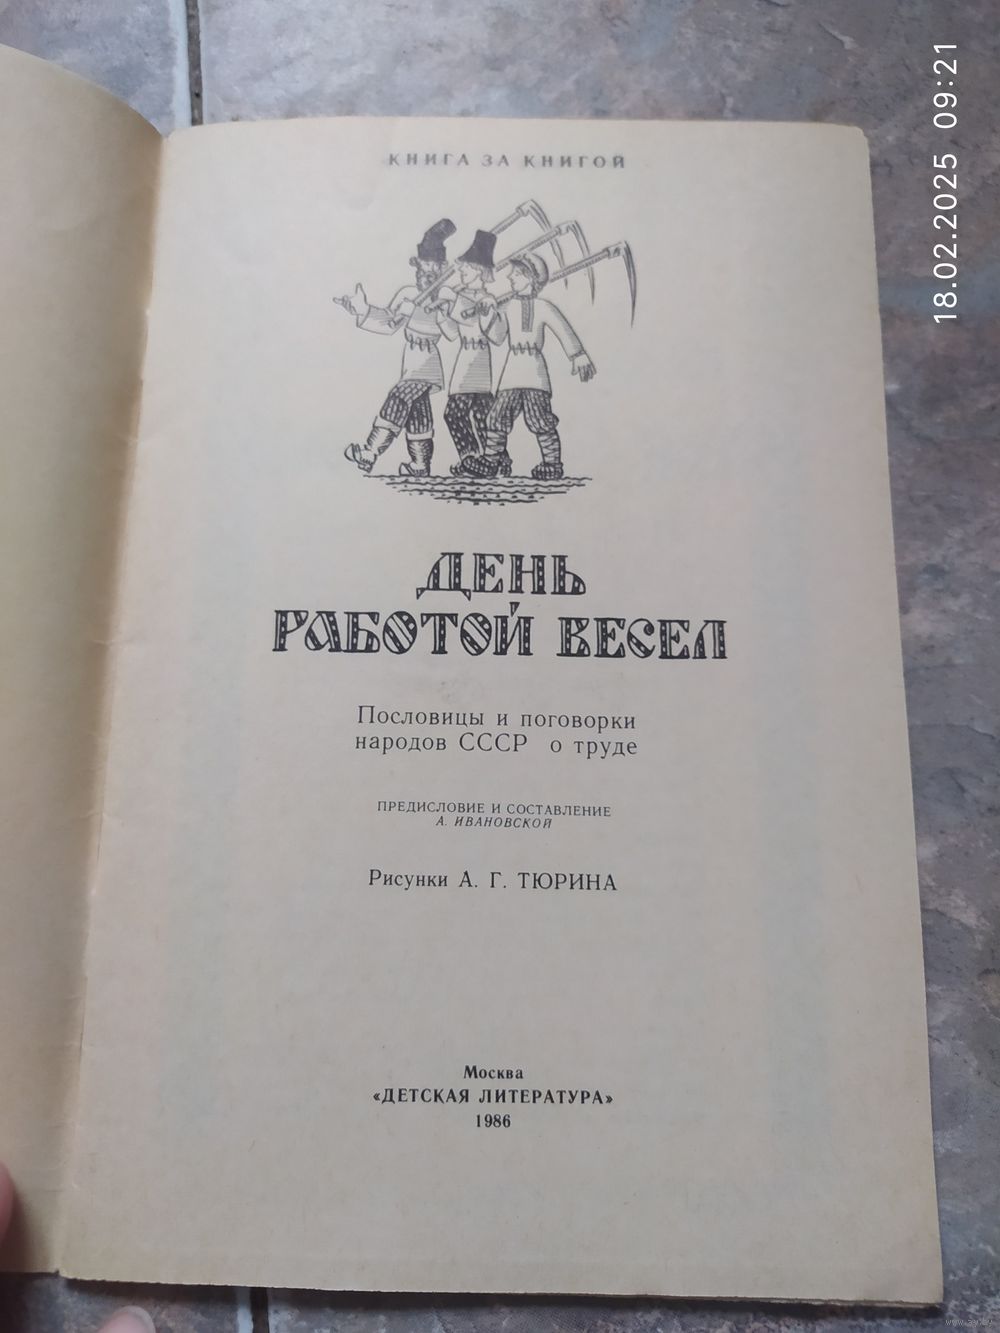 КНИГА ЗА КНИГОЙ
ДЕНЬ
РАБОТОЙ ВЕСЕЛ
Пословицы и поговорки
народов СССР о труде
ПРЕДИСЛОВИЕ И СОСТАВЛЕНИЕ
А. ИВАНОВСКОЙ
Рисунки А. Г. ТЮРИНА
Москва
«ДЕТСКАЯ ЛИТЕРАТУРА»
1986
18.02.2025 09:21